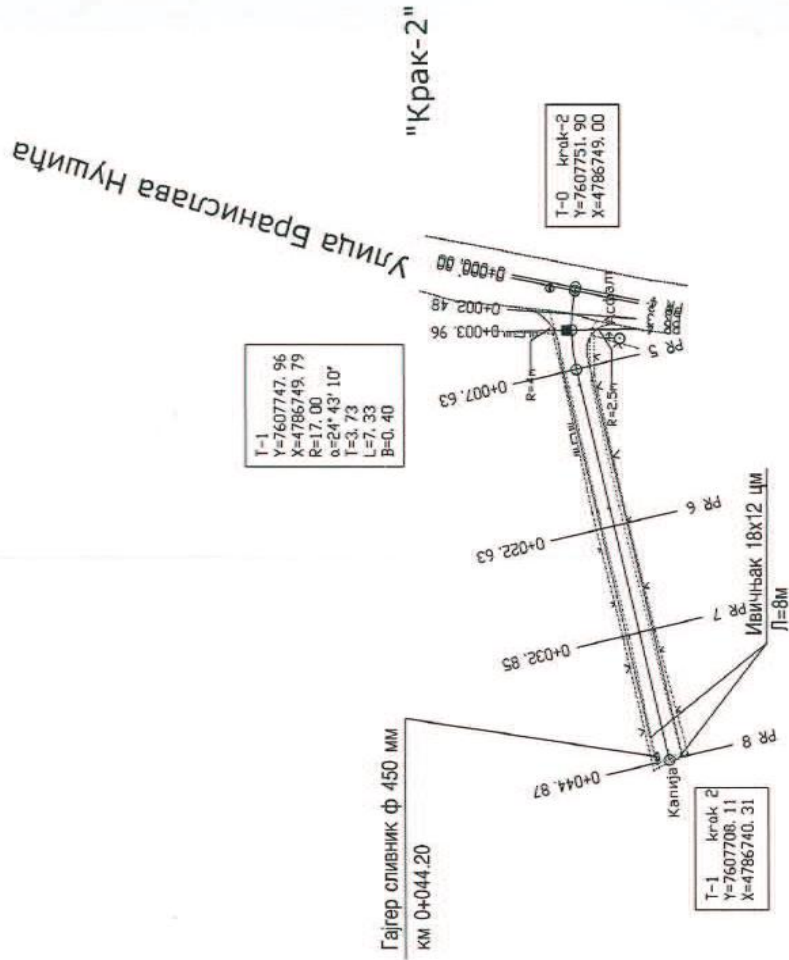 "Крак-2"
Улица Бранислава Нушића
T-0 krak-2
Y=7607751.90
X=4786749.00
T-1
Y=7607747.96
X=4786749.79
R=17.00
α=24°43'10"
T=3.73
L=7.33
B=0.40
0+000.00
0+002.48
0+003.96
0+007.63
R=4m
Асфалт
R=2.5m
PR 5
0+022.63
PR 6
0+032.85
PR 7
0+044.87
PR 8
Капија
Ивичњак 18x12 цм
Л=8м
Гајгер сливник ф 450 мм
км 0+044.20
T-1 krak 2
Y=7607708.11
X=4786740.31